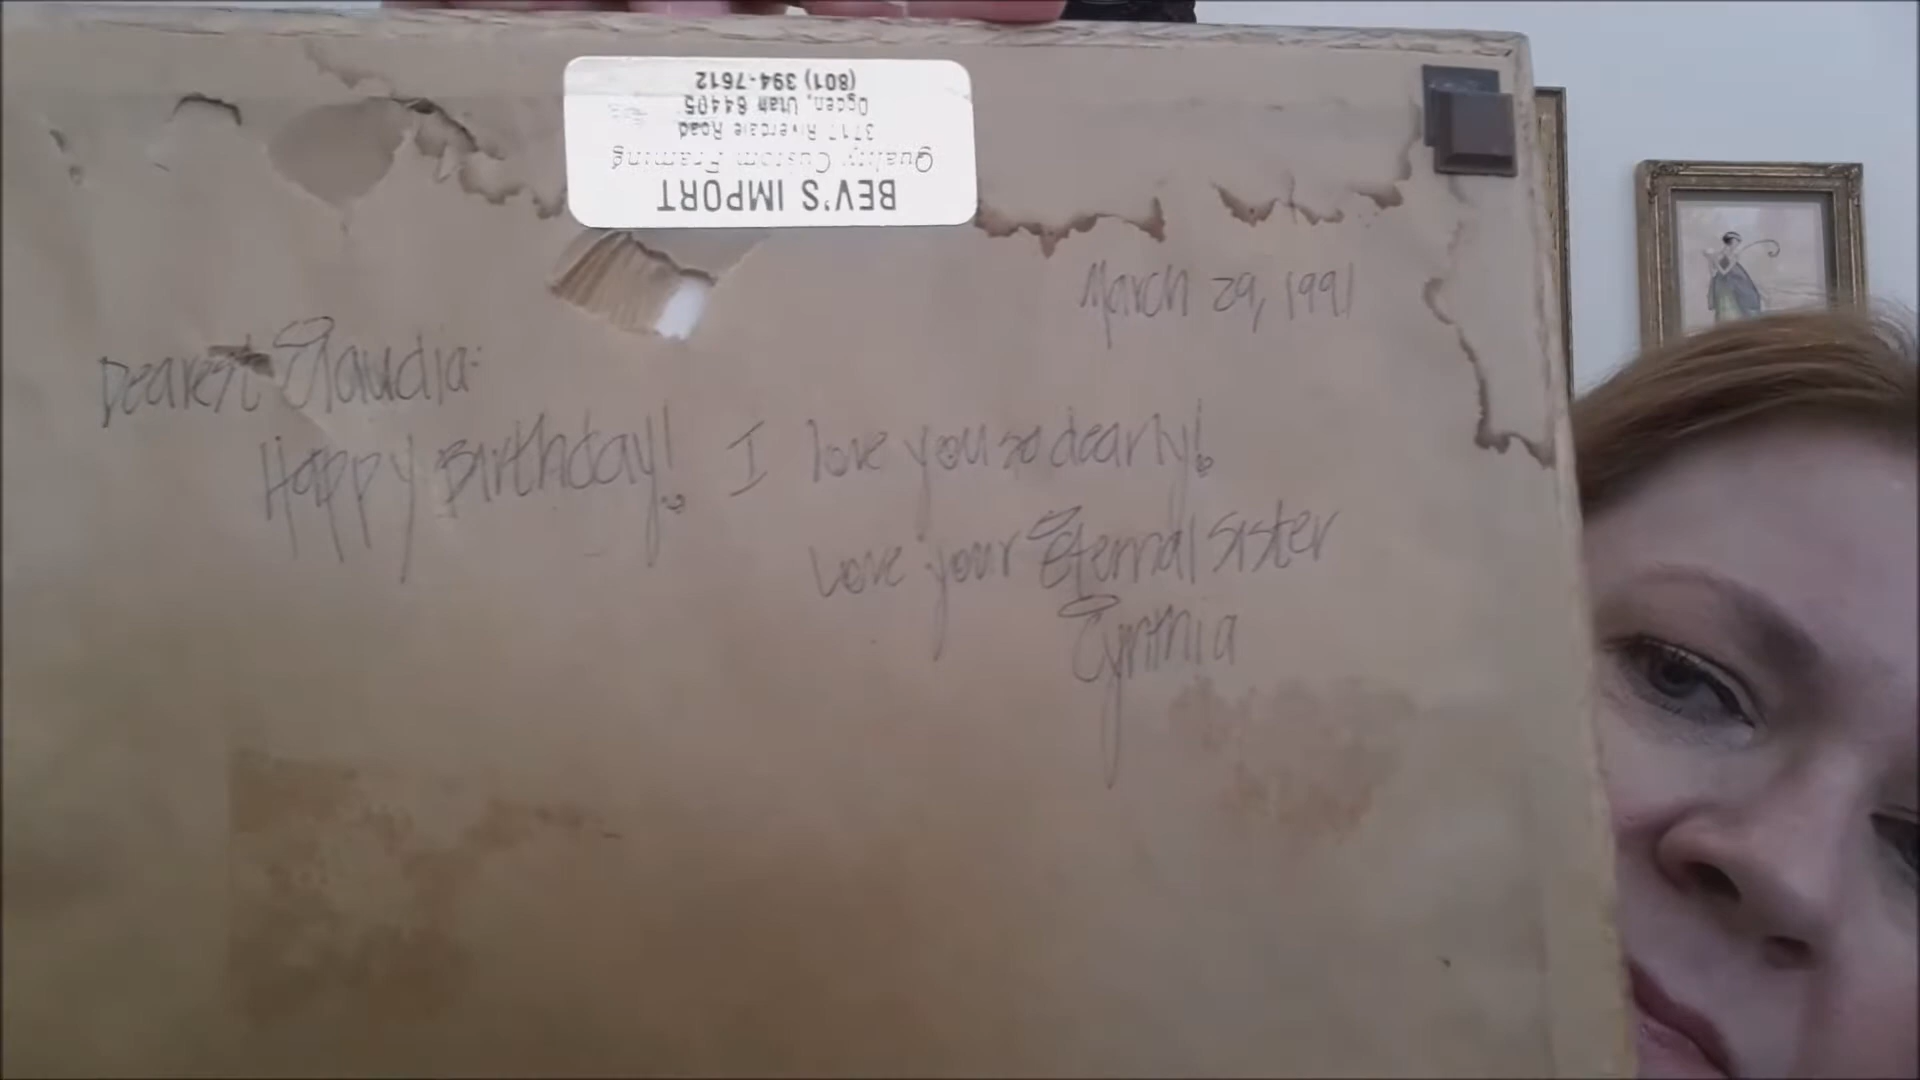 BEV'S IMPORT
Quality Custom Framing
3717 Riverdale Road
Ogden, Utah 84405
(801) 394-7612
March 29, 1991
Dearest Claudia:
Happy Birthday! I love you so dearly!
Love your Eternal Sister
Cynthia